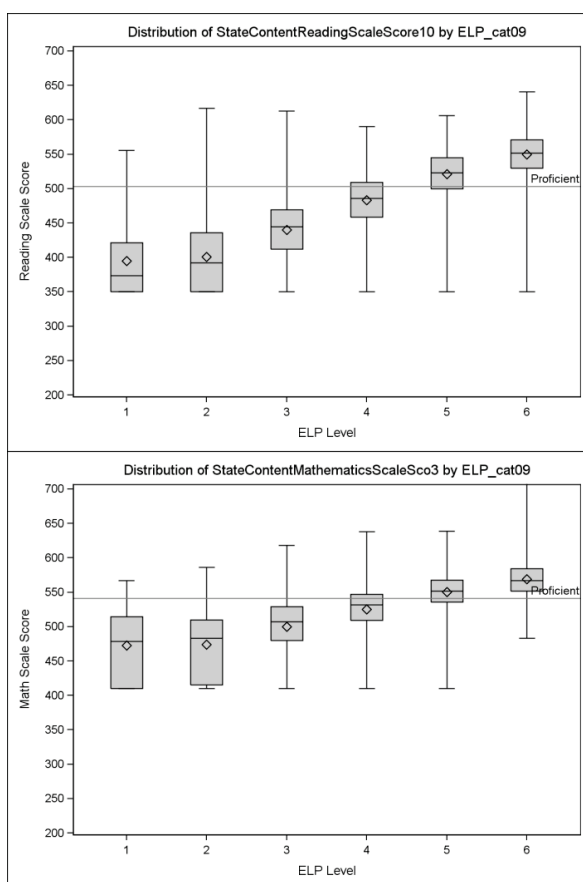 Distribution of StateContentReadingScaleScore10 by ELP_cat09
700
650
600
550
500
450
400
350
300
250
200
Reading Scale Score
Proficient
1 2 3 4 5 6
ELP Level
Distribution of StateContentMathematicsScaleSco3 by ELP_cat09
700
650
600
550
500
450
400
350
300
250
200
Math Scale Score
Proficient
1 2 3 4 5 6
ELP Level